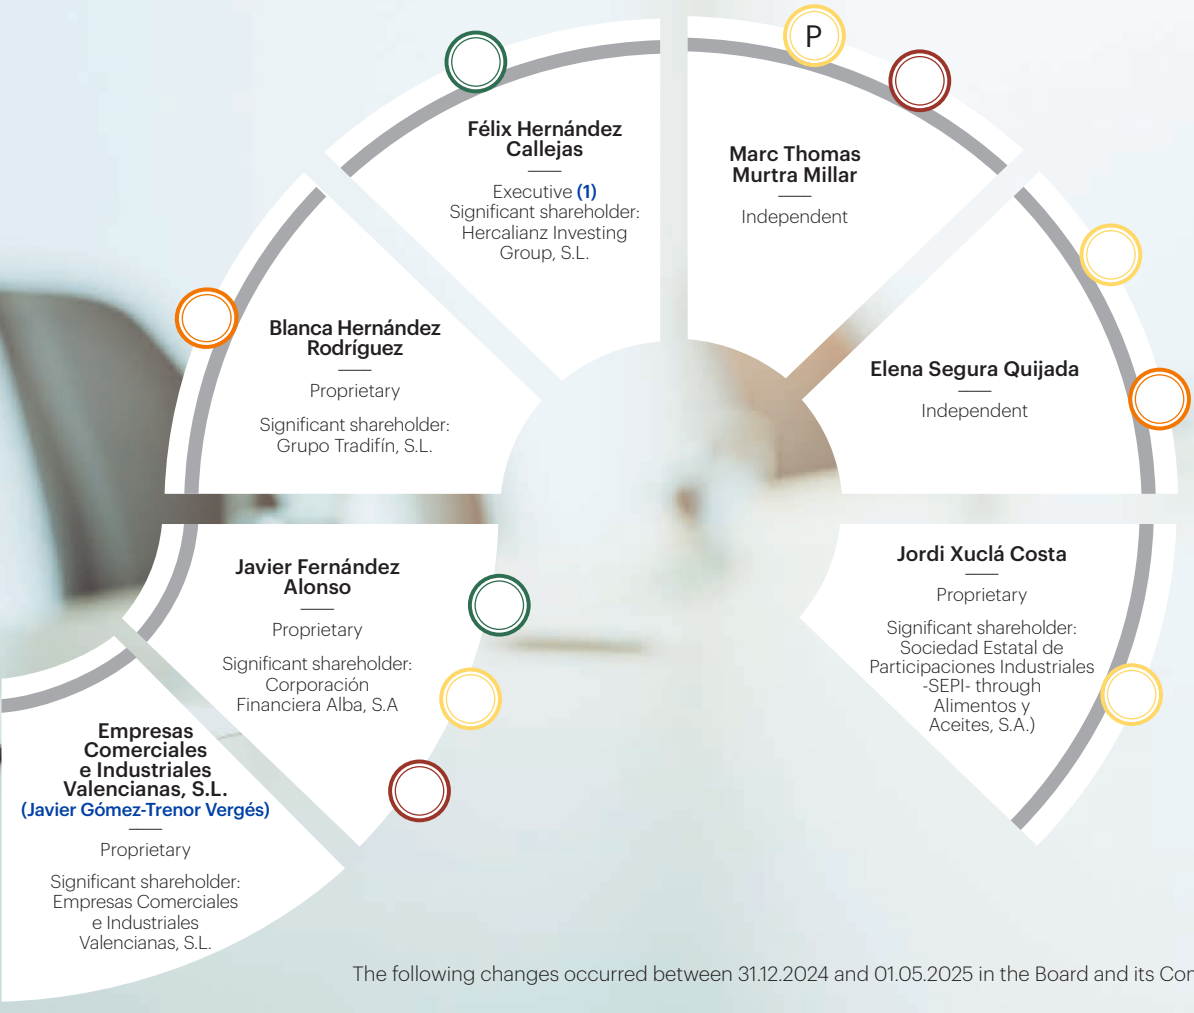 P
Félix Hernández
Callejas
Executive (1)
Significant shareholder:
Hercalianz Investing
Group, S.L.
Marc Thomas
Murtra Millar
Independent
Blanca Hernández
Rodríguez
Proprietary
Significant shareholder:
Grupo Tradifín, S.L.
Elena Segura Quijada
Independent
Javier Fernández
Alonso
Proprietary
Significant shareholder:
Corporación
Financiera Alba, S.A
Jordi Xuclá Costa
Proprietary
Significant shareholder:
Sociedad Estatal de
Participaciones Industriales
-SEPI- through
Alimentos y
Aceites, S.A.)
Empresas
Comerciales
e Industriales
Valencianas, S.L.
(Javier Gómez-Trenor Vergés)
Proprietary
Significant shareholder:
Empresas Comerciales
e Industriales
Valencianas, S.L.
The following changes occurred between 31.12.2024 and 01.05.2025 in the Board and its